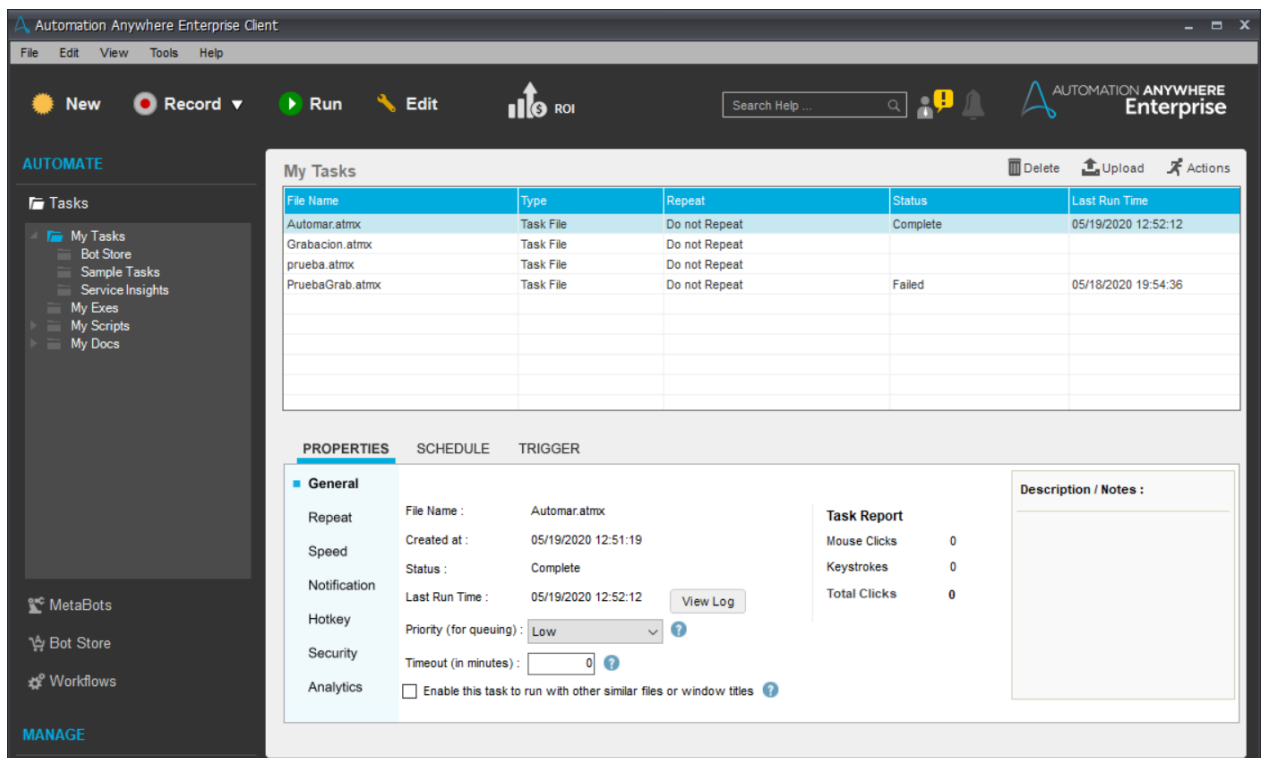 Automation Anywhere Enterprise Client
File Edit View Tools Help
New Record Run Edit ROI Search Help ... AUTOMATION ANYWHERE
Enterprise
AUTOMATE
Tasks
My Tasks
Bot Store
Sample Tasks
Service Insights
My Exes
My Scripts
My Docs
MetaBots
Bot Store
Workflows
MANAGE
My Tasks Delete Upload Actions
File Name Type Repeat Status Last Run Time
Automar.atmx Task File Do not Repeat Complete 05/19/2020 12:52:12
Grabacion.atmx Task File Do not Repeat
prueba.atmx Task File Do not Repeat
PruebaGrab.atmx Task File Do not Repeat Failed 05/18/2020 19:54:36
PROPERTIES SCHEDULE TRIGGER
General
Repeat
Speed
Notification
Hotkey
Security
Analytics
File Name : Automar.atmx
Created at : 05/19/2020 12:51:19
Status : Complete
Last Run Time : 05/19/2020 12:52:12 View Log
Priority (for queuing) : Low ?
Timeout (in minutes) : 0 ?
Enable this task to run with other similar files or window titles ?
Task Report
Mouse Clicks 0
Keystrokes 0
Total Clicks 0
Description / Notes :